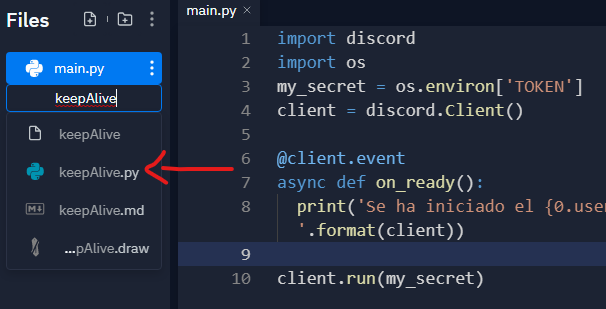 Files
main.py
keepAlive
keepAlive
keepAlive.py
keepAlive.md
...pAlive.draw
main.py ×
1 import discord
2 import os
3 my_secret = os.environ['TOKEN']
4 client = discord.Client()
5
6 @client.event
7 async def on_ready():
8 print('Se ha iniciado el {0.user
'.format(client))
9
10 client.run(my_secret)